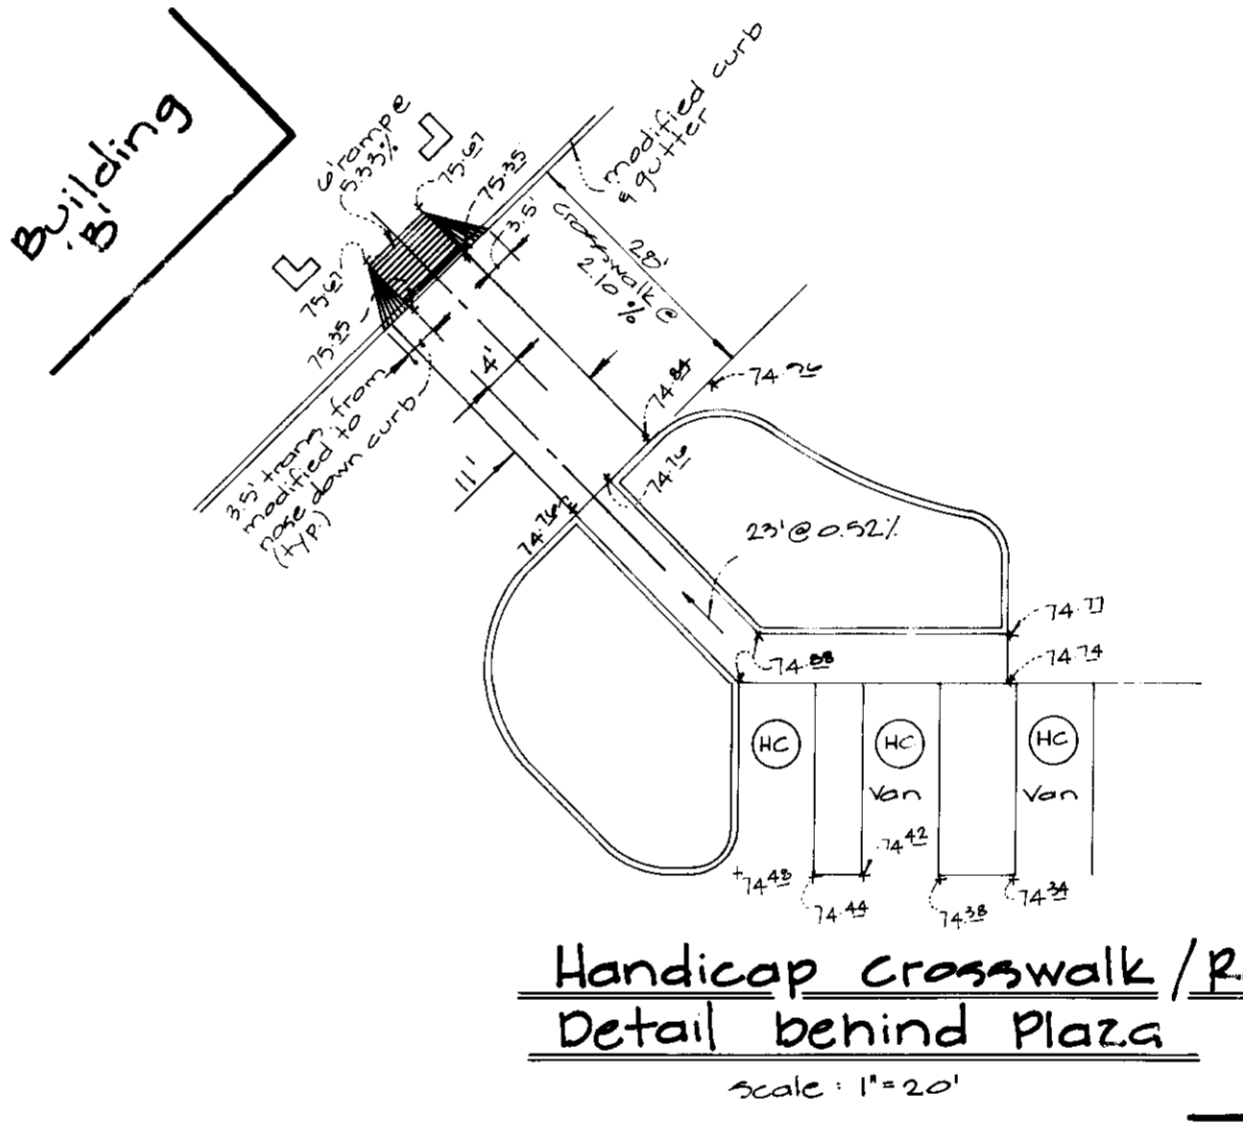 Building
'B'
6' ramp @
5.33%
75.67
75.35
modified curb
& gutter
3.5'
28'
crosswalk @
2.10 %
75.67
75.35
4'
11'
3.5' trans. from
modified to
nose down curb
(typ.)
74.84
74.76
74.76
23' @ 0.52%
74.77
74.74
74.88
HC
HC
HC
Van
Van
74.42
74.48
74.44
74.38
74.34
Handicap Crosswalk / R
Detail behind Plaza
scale : 1"=20'